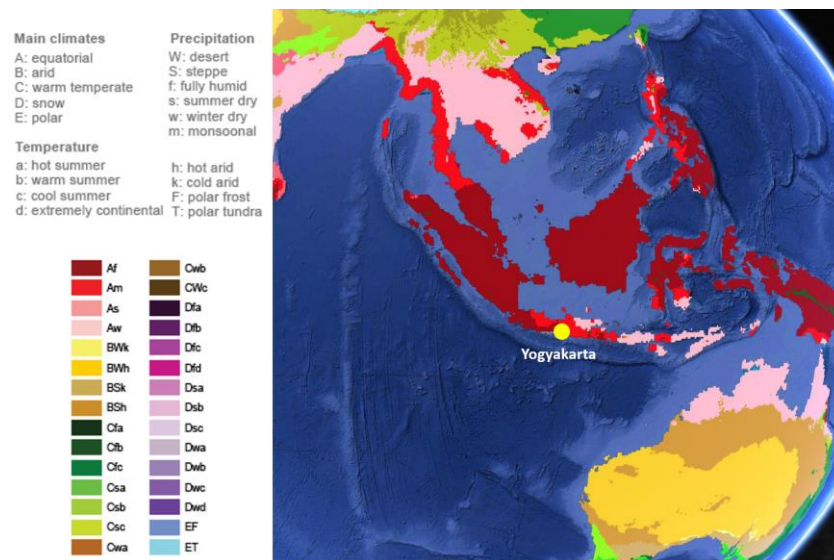 Main climates
A: equatorial
B: arid
C: warm temperate
D: snow
E: polar
Precipitation
W: desert
S: steppe
f: fully humid
s: summer dry
w: winter dry
m: monsoonal
Temperature
a: hot summer
b: warm summer
c: cool summer
d: extremely continental
h: hot arid
k: cold arid
F: polar frost
T: polar tundra
Af
Am
As
Aw
BWk
BWh
BSk
BSh
Cfa
Cfb
Cfc
Csa
Csb
Csc
Cwa
Cwb
CWc
Dfa
Dfb
Dfc
Dfd
Dsa
Dsb
Dsc
Dwa
Dwb
Dwc
Dwd
EF
ET
Yogyakarta